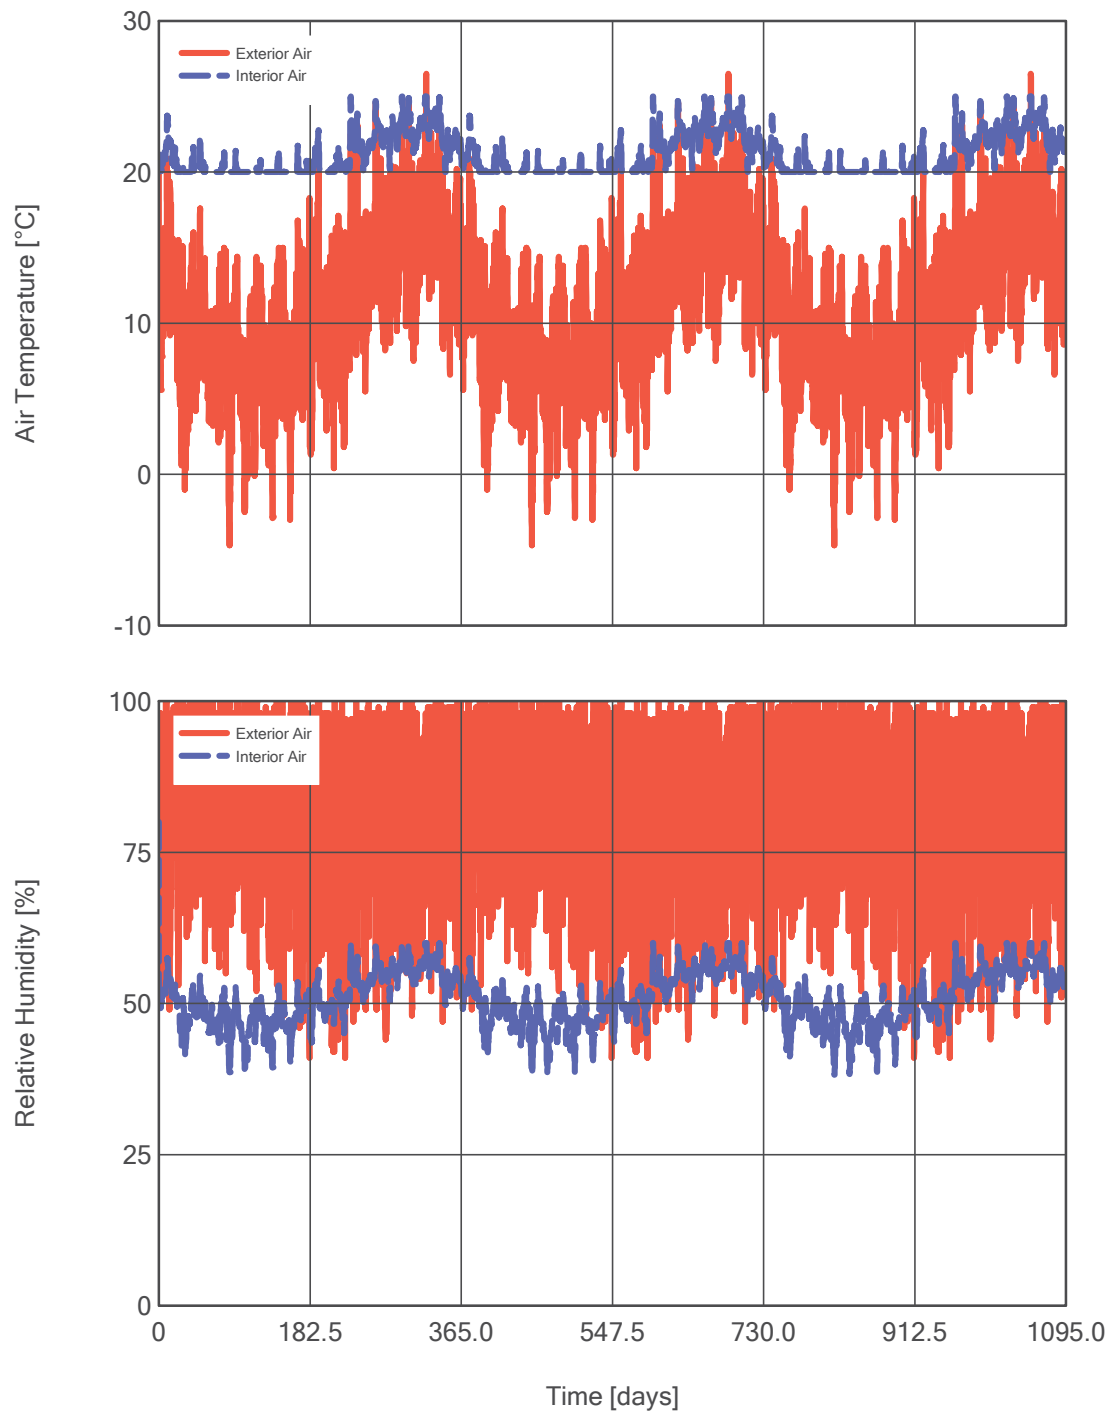 30
Exterior Air
Interior Air
20
10
0
-10
Air Temperature [°C]
100
Exterior Air
Interior Air
75
50
25
0
Relative Humidity [%]
0 182.5 365.0 547.5 730.0 912.5 1095.0
Time [days]